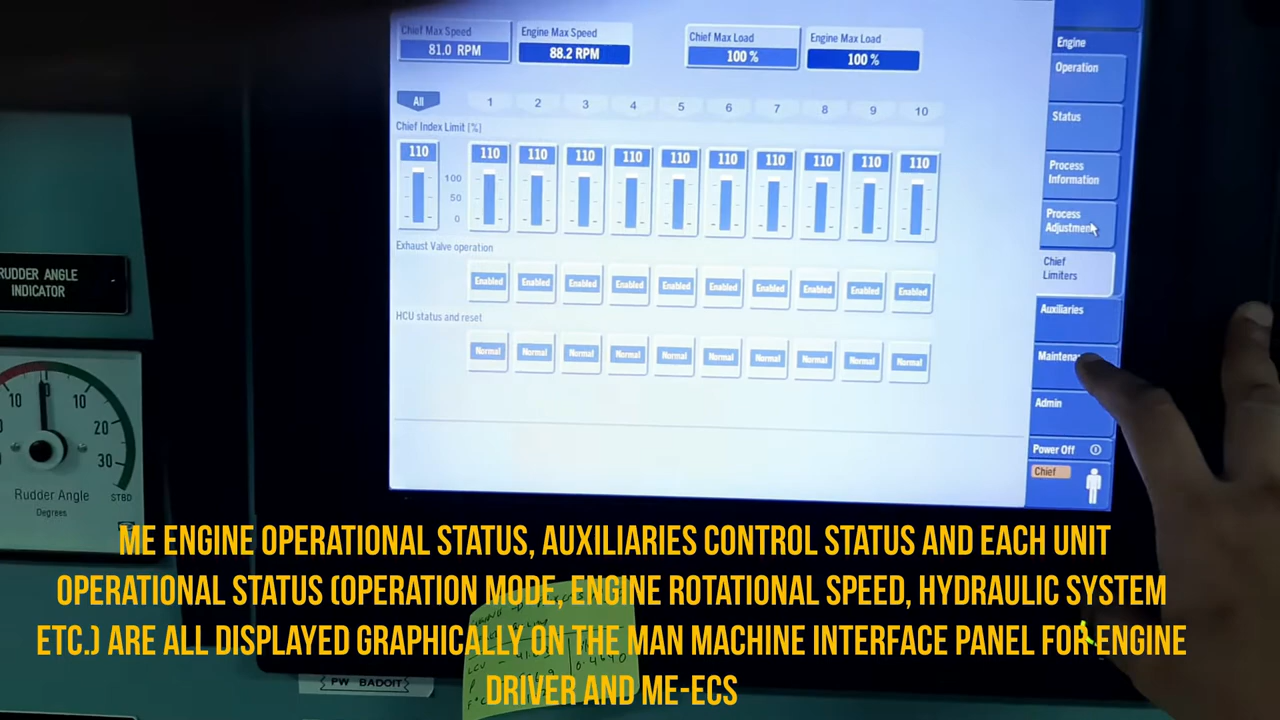 Chief Max Speed
81.0 RPM
Engine Max Speed
88.2 RPM
Chief Max Load
100 %
Engine Max Load
100 %
All 1 2 3 4 5 6 7 8 9 10
Chief Index Limit [%]
110 110 110 110 110 110 110 110 110 110 110
100
50
0
Exhaust Valve operation
Enabled Enabled Enabled Enabled Enabled Enabled Enabled Enabled Enabled Enabled
HCU status and reset
Normal Normal Normal Normal Normal Normal Normal Normal Normal Normal
Engine
Operation
Status
Process
Information
Process
Adjustment
Chief
Limiters
Auxiliaries
Maintena
Admin
Power Off
Chief
RUDDER ANGLE
INDICATOR
10 0 10
20
30
Rudder Angle
Degrees
STBD
ME ENGINE OPERATIONAL STATUS, AUXILIARIES CONTROL STATUS AND EACH UNIT
OPERATIONAL STATUS (OPERATION MODE, ENGINE ROTATIONAL SPEED, HYDRAULIC SYSTEM
ETC.) ARE ALL DISPLAYED GRAPHICALLY ON THE MAN MACHINE INTERFACE PANEL FOR ENGINE
DRIVER AND ME-ECS
PW BADOIT